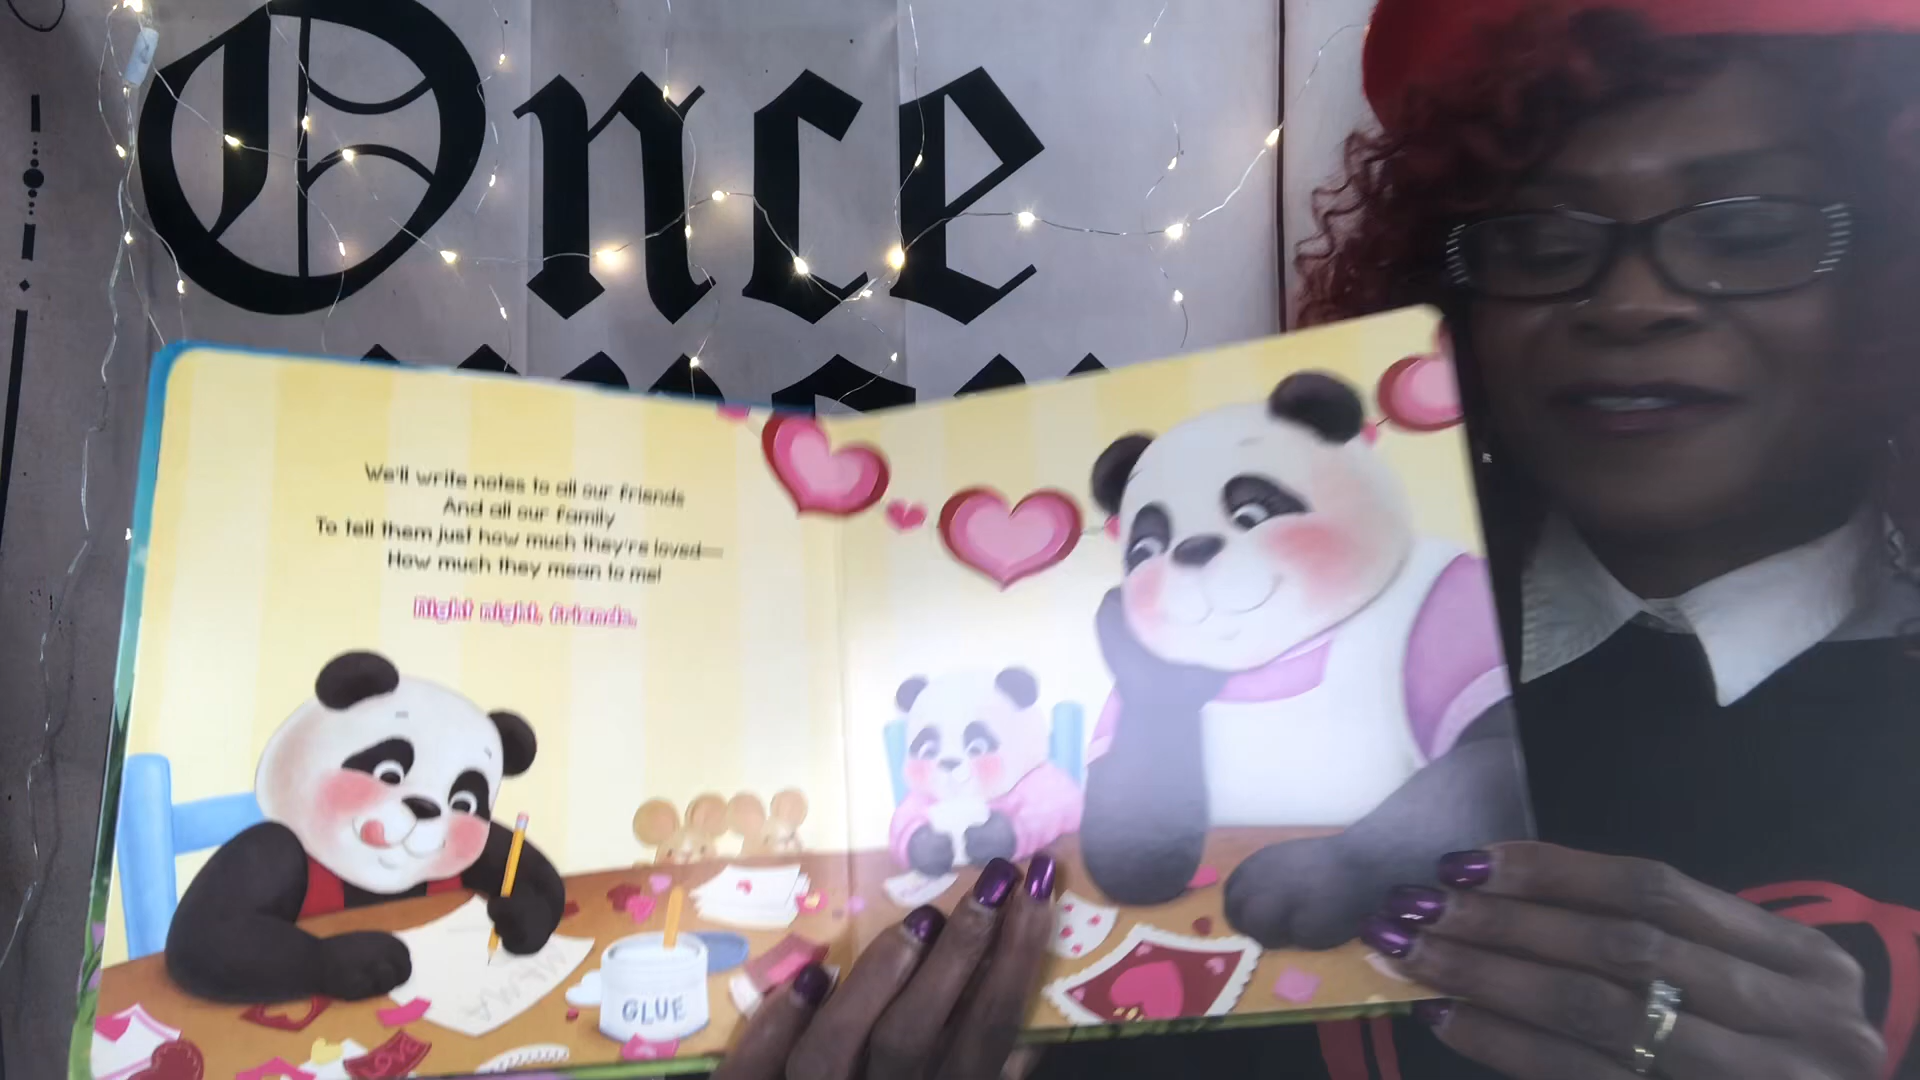 Once
We'll write notes to all our friends
And all our family
To tell them just how much they're loved—
How much they mean to me!
Night night, friends.
GLUE
LOVE